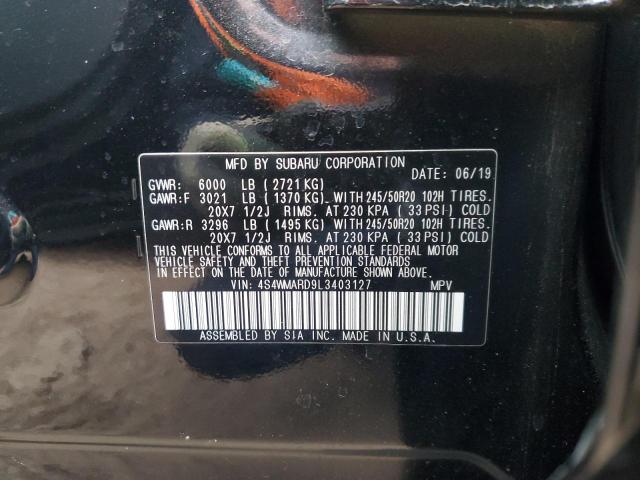 MFD BY SUBARU CORPORATION DATE: 06/19
GVWR: 6000 LB (2721 KG)
GAWR:F 3021 LB (1370 KG), WITH 245/50R20 102H TIRES.
20X7 1/2J RIMS. AT 230 KPA (33 PSI) COLD
GAWR:R 3296 LB (1495 KG), WITH 245/50R20 102H TIRES.
20X7 1/2J RIMS. AT 230 KPA (33 PSI) COLD
THIS VEHICLE CONFORMS TO ALL APPLICABLE FEDERAL MOTOR
VEHICLE SAFETY AND THEFT PREVENTION STANDARDS
IN EFFECT ON THE DATE OF MANUFACTURE SHOWN ABOVE.
VIN: 4S4WMARD9L3403127 MPV
ASSEMBLED BY SIA INC. MADE IN U.S.A.